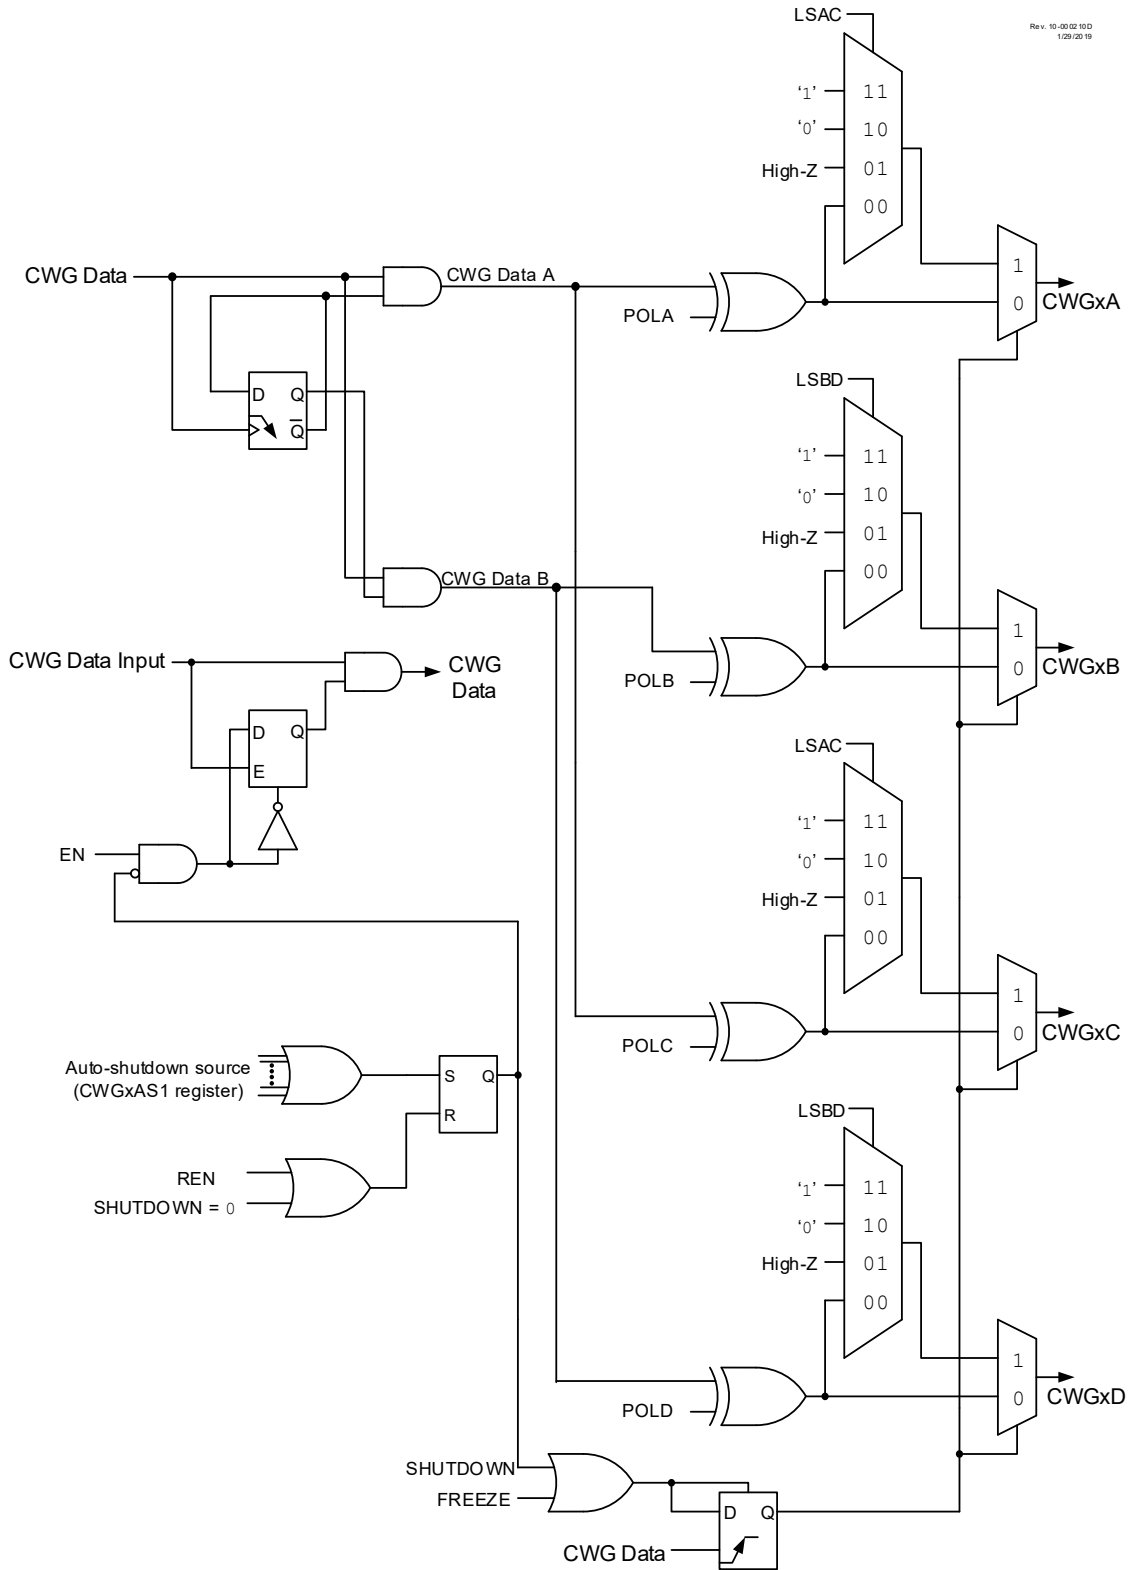 LSAC
Rev. 10-000210D
1/29/2019
‘1’ 11
‘0’ 10
High-Z 01
00
CWG Data
CWG Data A
POLA
1
0
CWGxA
D Q
Q̅
LSBD
‘1’ 11
‘0’ 10
High-Z 01
00
CWG Data B
POLB
1
0
CWGxB
CWG Data Input
CWG
Data
D Q
E
EN
LSAC
‘1’ 11
‘0’ 10
High-Z 01
00
POLC
1
0
CWGxC
Auto-shutdown source
(CWGxAS1 register)
S Q
R
REN
SHUTDOWN = 0
LSBD
‘1’ 11
‘0’ 10
High-Z 01
00
POLD
1
0
CWGxD
SHUTDOWN
FREEZE
D Q
CWG Data